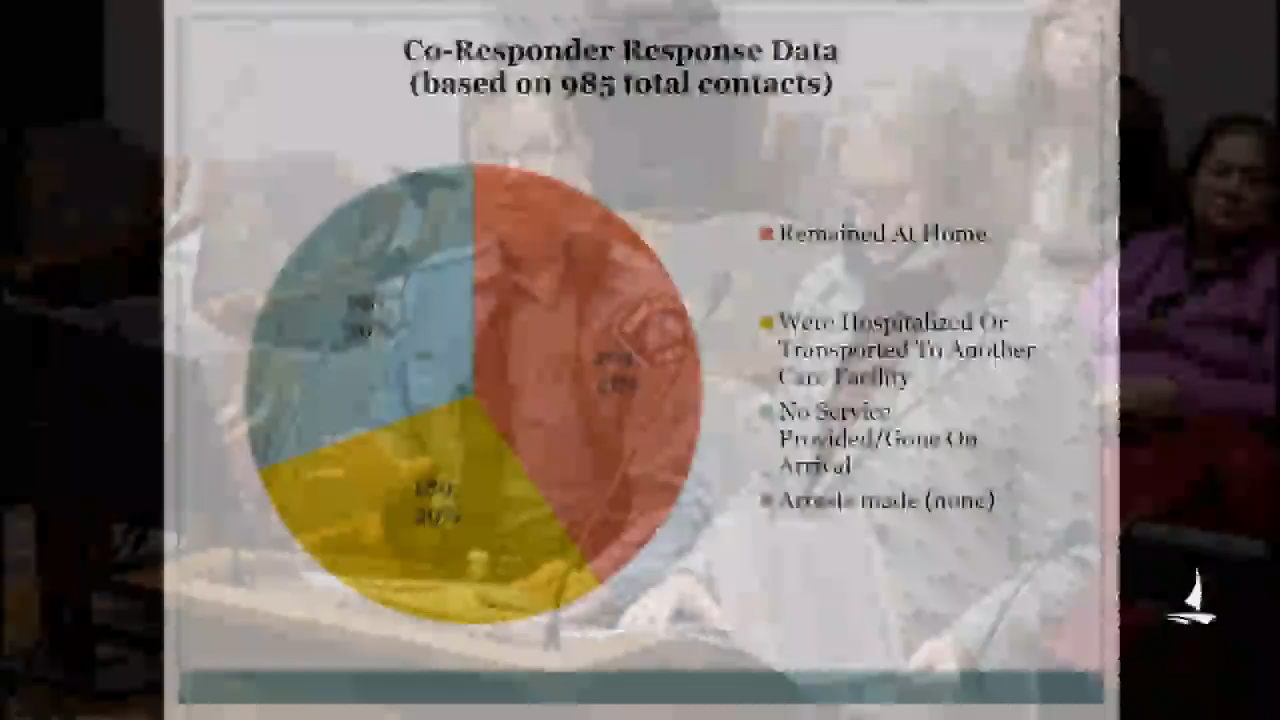 Co-Responder Response Data
(based on 985 total contacts)
Remained At Home
Were Hospitalized Or
Transported To Another
Care Facility
No Service
Provided/Gone On
Arrival
Arrests made (none)